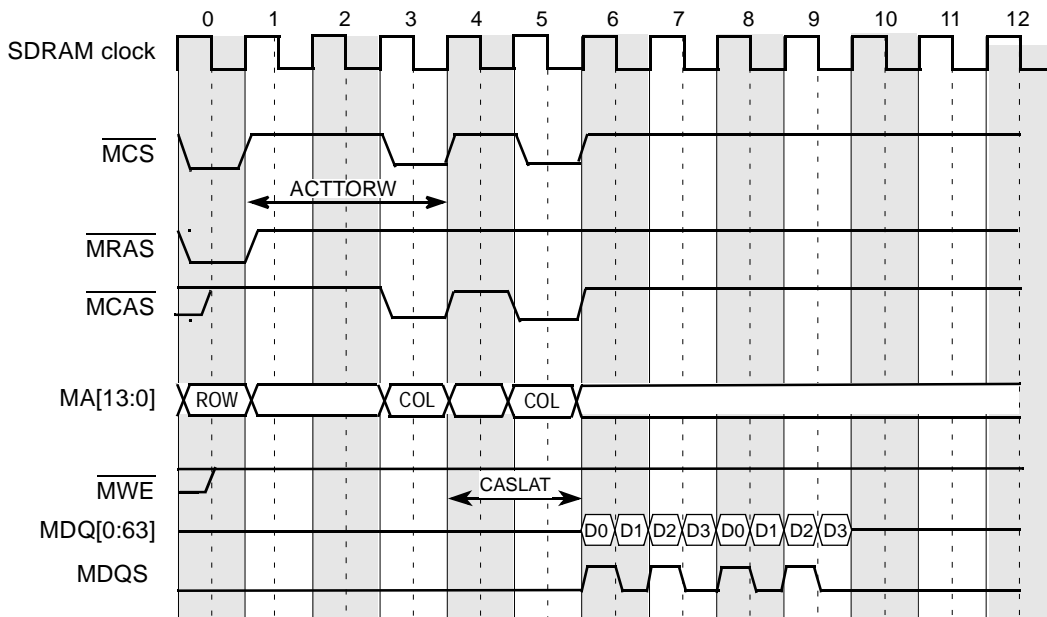 0 1 2 3 4 5 6 7 8 9 10 11 12
SDRAM clock
MCS
ACTTORW
MRAS
MCAS
MA[13:0] ROW COL COL
MWE
CASLAT
MDQ[0:63] D0 D1 D2 D3 D0 D1 D2 D3
MDQS